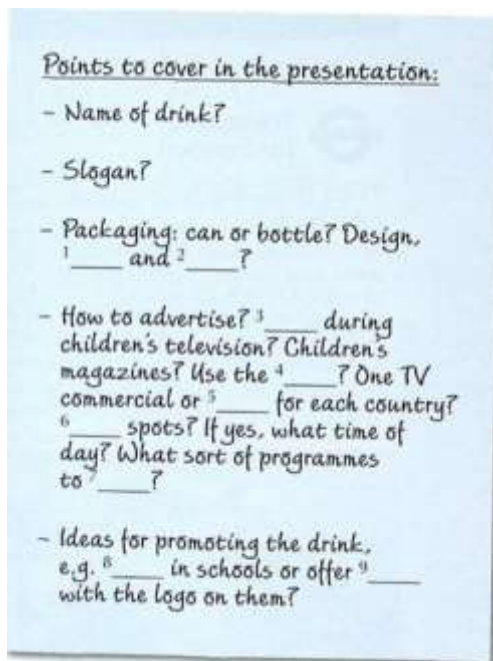 Points to cover in the presentation:
- Name of drink?
- Slogan?
- Packaging: can or bottle? Design,
1____ and 2____?
- How to advertise? 3____ during
children's television? Children's
magazines? Use the 4____? One TV
commercial or 5____ for each country?
6____ spots? If yes, what time of
day? What sort of programmes
to 7____?
- Ideas for promoting the drink,
e.g. 8____ in schools or offer 9____
with the logo on them?